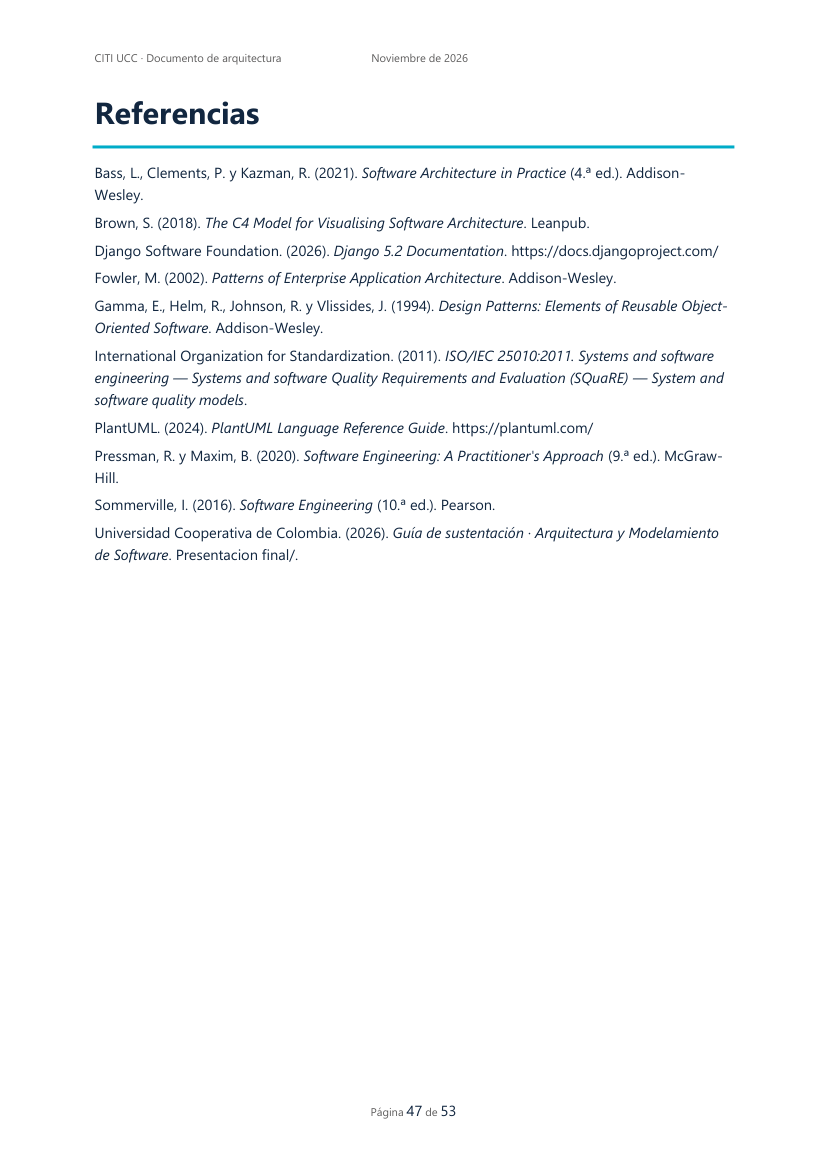 CITI UCC · Documento de arquitectura Noviembre de 2026
Referencias
Bass, L., Clements, P. y Kazman, R. (2021). Software Architecture in Practice (4.ª ed.). Addison-
Wesley.
Brown, S. (2018). The C4 Model for Visualising Software Architecture. Leanpub.
Django Software Foundation. (2026). Django 5.2 Documentation. https://docs.djangoproject.com/
Fowler, M. (2002). Patterns of Enterprise Application Architecture. Addison-Wesley.
Gamma, E., Helm, R., Johnson, R. y Vlissides, J. (1994). Design Patterns: Elements of Reusable Object-
Oriented Software. Addison-Wesley.
International Organization for Standardization. (2011). ISO/IEC 25010:2011. Systems and software
engineering — Systems and software Quality Requirements and Evaluation (SQuaRE) — System and
software quality models.
PlantUML. (2024). PlantUML Language Reference Guide. https://plantuml.com/
Pressman, R. y Maxim, B. (2020). Software Engineering: A Practitioner's Approach (9.ª ed.). McGraw-
Hill.
Sommerville, I. (2016). Software Engineering (10.ª ed.). Pearson.
Universidad Cooperativa de Colombia. (2026). Guía de sustentación · Arquitectura y Modelamiento
de Software. Presentacion final/.
Página 47 de 53